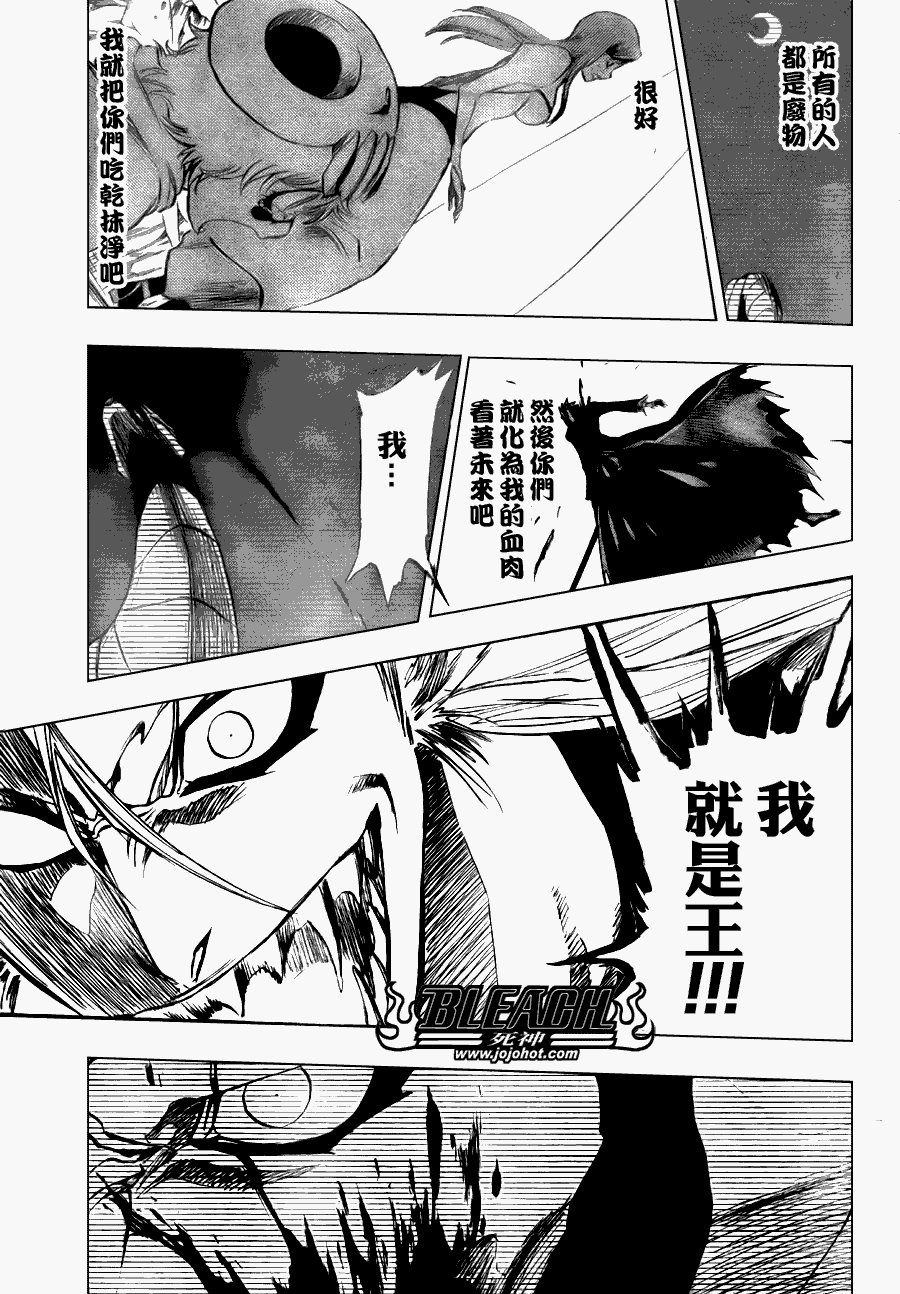 所有的人
都是廢物
很好
我就把你們吃乾抹淨吧
然後你們
就化為我的血肉
看著未來吧
我…
我
就是王!!!
BLEACH
死神
www.jojohot.com